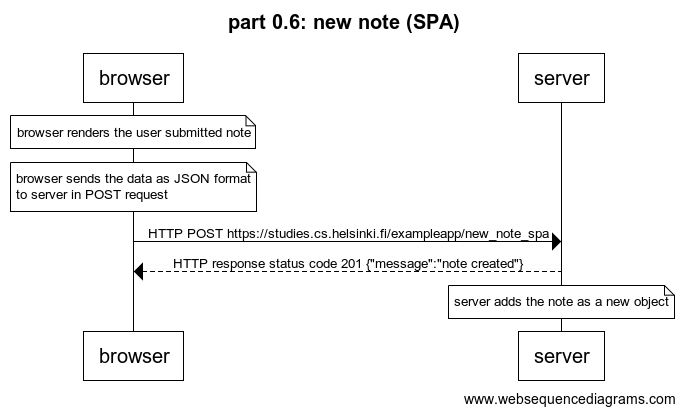 part 0.6: new note (SPA)
browser
server
browser renders the user submitted note
browser sends the data as JSON format
to server in POST request
HTTP POST https://studies.cs.helsinki.fi/exampleapp/new_note_spa
HTTP response status code 201 {"message":"note created"}
server adds the note as a new object
browser
server
www.websequencediagrams.com